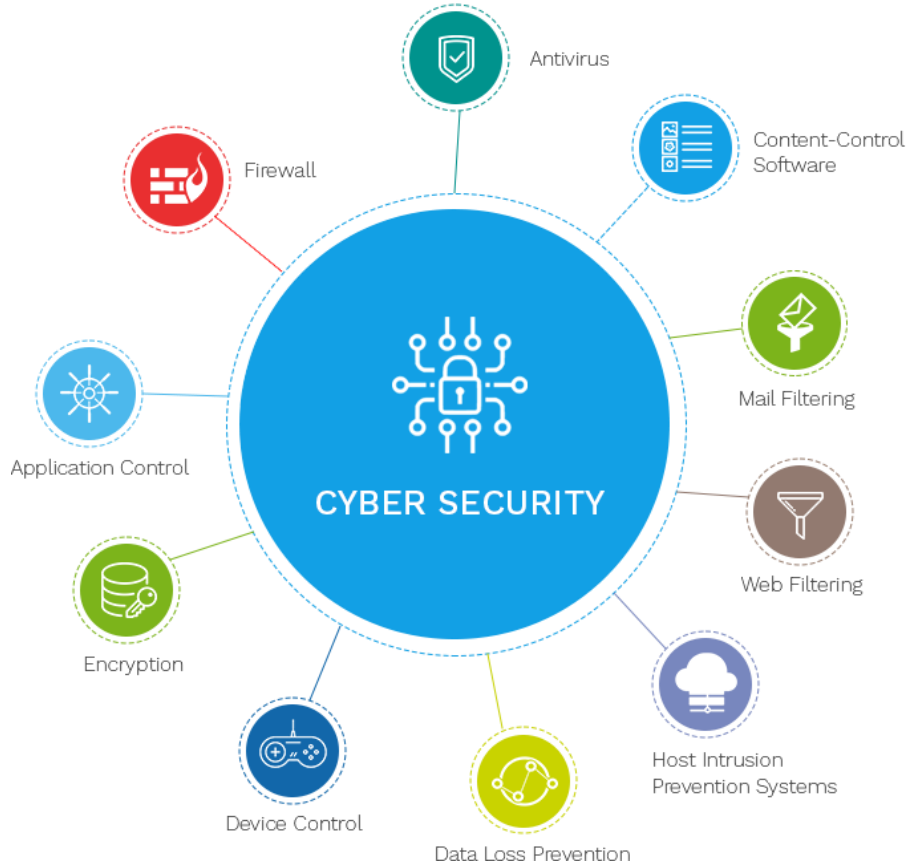 Antivirus
Content-Control
Software
Firewall
Mail Filtering
Application Control
CYBER SECURITY
Web Filtering
Encryption
Host Intrusion
Prevention Systems
Device Control
Data Loss Prevention